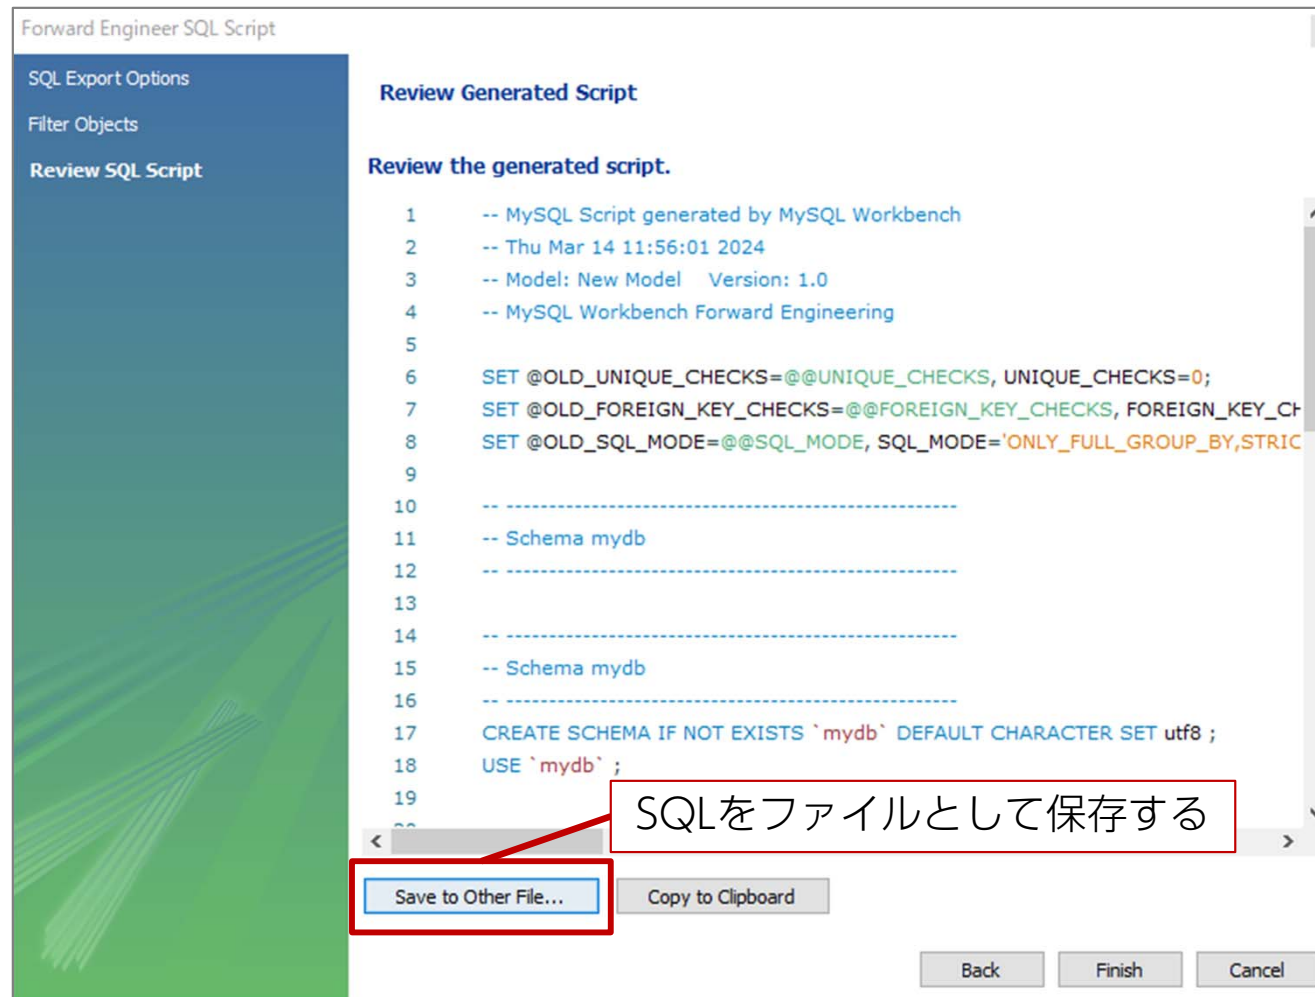 Forward Engineer SQL Script
SQL Export Options
Filter Objects
Review SQL Script
Review Generated Script
Review the generated script.
1 -- MySQL Script generated by MySQL Workbench
2 -- Thu Mar 14 11:56:01 2024
3 -- Model: New Model    Version: 1.0
4 -- MySQL Workbench Forward Engineering
5
6 SET @OLD_UNIQUE_CHECKS=@@UNIQUE_CHECKS, UNIQUE_CHECKS=0;
7 SET @OLD_FOREIGN_KEY_CHECKS=@@FOREIGN_KEY_CHECKS, FOREIGN_KEY_CH
8 SET @OLD_SQL_MODE=@@SQL_MODE, SQL_MODE='ONLY_FULL_GROUP_BY,STRIC
9
10 -- -----------------------------------------------------
11 -- Schema mydb
12 -- -----------------------------------------------------
13
14 -- -----------------------------------------------------
15 -- Schema mydb
16 -- -----------------------------------------------------
17 CREATE SCHEMA IF NOT EXISTS `mydb` DEFAULT CHARACTER SET utf8 ;
18 USE `mydb` ;
19
SQLをファイルとして保存する
Save to Other File...
Copy to Clipboard
Back
Finish
Cancel